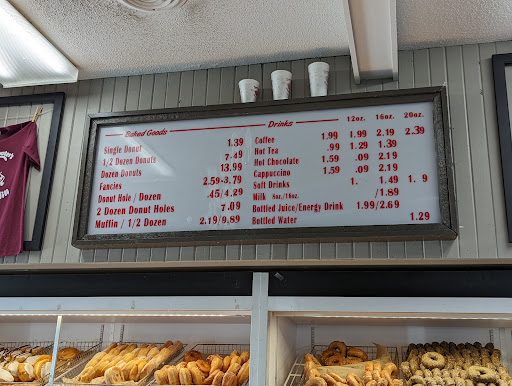 Baked Goods
Single Donut 1.39
1/2 Dozen Donuts 7.49
Dozen Donuts 13.99
Fancies 2.59-3.79
Donut Hole / Dozen .45/4.29
2 Dozen Donut Holes 7.09
Muffin / 1/2 Dozen 2.19/9.89
Drinks 12oz. 16oz. 20oz.
Coffee 1.99 1.99 2.19 2.39
Hot Tea .99 1.29 1.39
Hot Chocolate 1.59 .09 2.19
Cappuccino 1.59 .09 2.19
Soft Drinks 1. 1.49 1. 9
Milk 8oz/16oz. /1.89
Bottled Juice/Energy Drink 1.99/2.69
Bottled Water 1.29